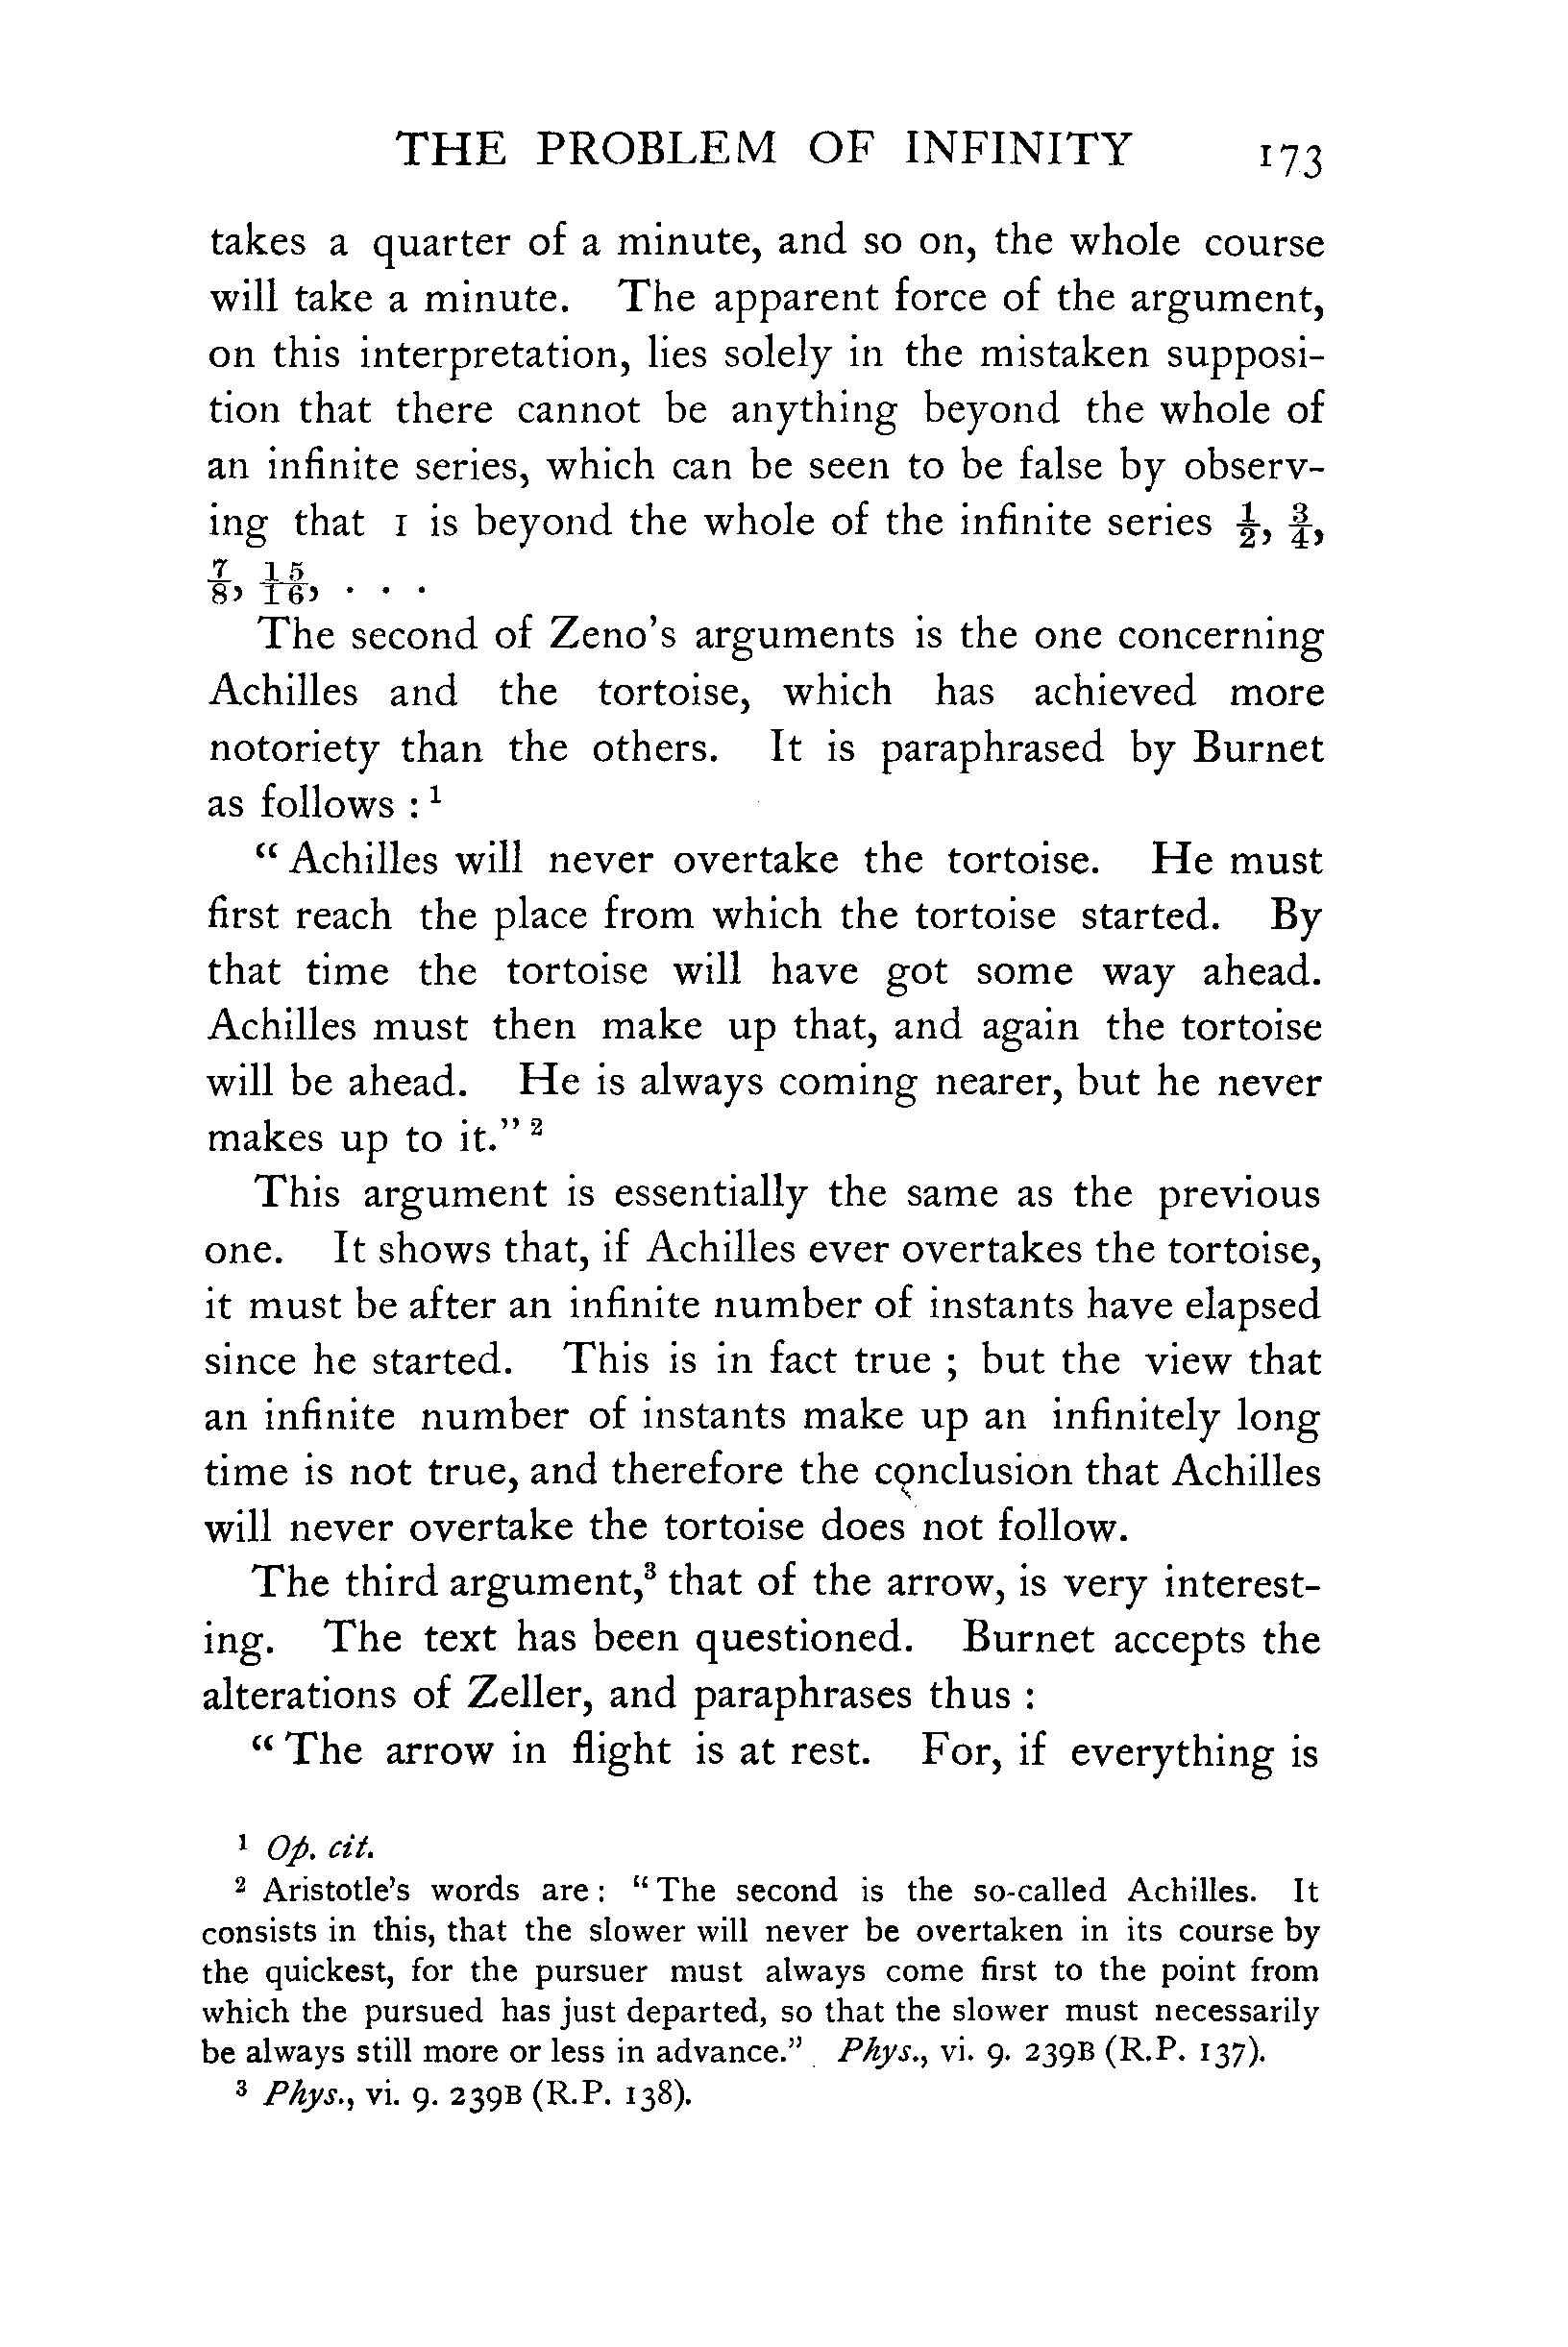 THE PROBLEM OF INFINITY 173
takes a quarter of a minute, and so on, the whole course
will take a minute. The apparent force of the argument,
on this interpretation, lies solely in the mistaken supposi-
tion that there cannot be anything beyond the whole of
an infinite series, which can be seen to be false by observ-
ing that 1 is beyond the whole of the infinite series ½, ¾,
⅞, 15/16, . . .
The second of Zeno's arguments is the one concerning
Achilles and the tortoise, which has achieved more
notoriety than the others. It is paraphrased by Burnet
as follows : ¹
“ Achilles will never overtake the tortoise. He must
first reach the place from which the tortoise started. By
that time the tortoise will have got some way ahead.
Achilles must then make up that, and again the tortoise
will be ahead. He is always coming nearer, but he never
makes up to it.” ²
This argument is essentially the same as the previous
one. It shows that, if Achilles ever overtakes the tortoise,
it must be after an infinite number of instants have elapsed
since he started. This is in fact true ; but the view that
an infinite number of instants make up an infinitely long
time is not true, and therefore the conclusion that Achilles
will never overtake the tortoise does not follow.
The third argument,³ that of the arrow, is very interest-
ing. The text has been questioned. Burnet accepts the
alterations of Zeller, and paraphrases thus :
“ The arrow in flight is at rest. For, if everything is
¹ Op. cit.
² Aristotle's words are: “ The second is the so-called Achilles. It
consists in this, that the slower will never be overtaken in its course by
the quickest, for the pursuer must always come first to the point from
which the pursued has just departed, so that the slower must necessarily
be always still more or less in advance.” Phys., vi. 9. 239B (R.P. 137).
³ Phys., vi. 9. 239B (R.P. 138).